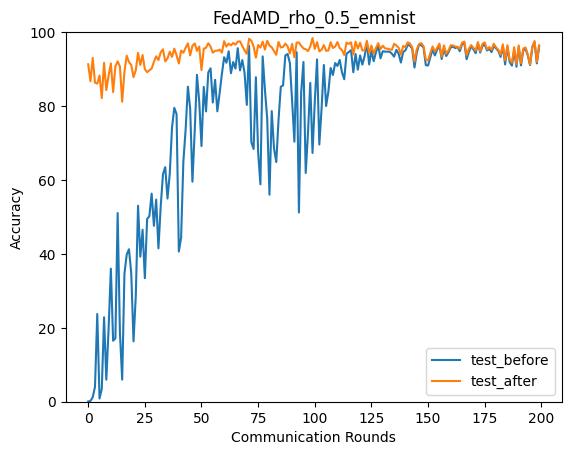 FedAMD_rho_0.5_emnist
100
80
60
40
20
0
Accuracy
0 25 50 75 100 125 150 175 200
Communication Rounds
test_before
test_after